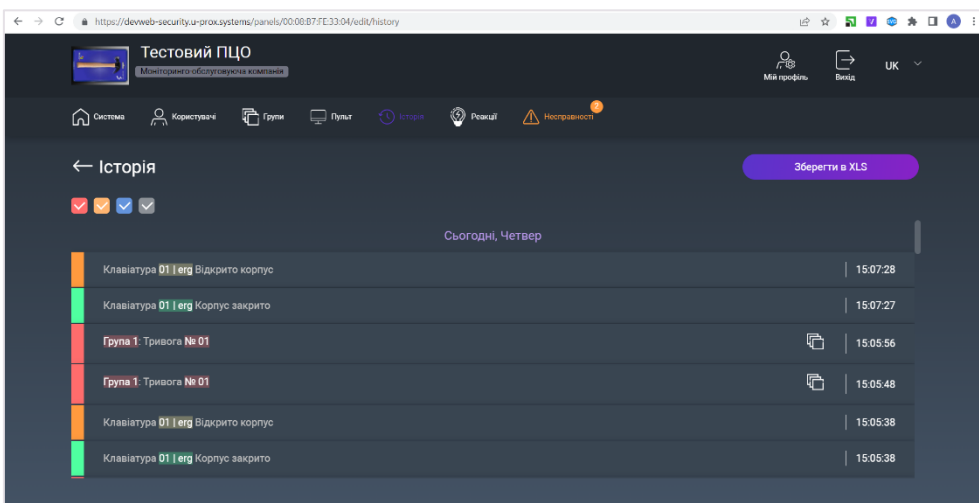 https://devweb-security.u-prox.systems/panels/00:08:B7:FE:33:04/edit/history
Тестовий ПЦО
Моніторинго-обслуговуюча компанія
Мій профіль
Вихід
UK
Система
Користувачі
Групи
Пульт
Історія
Реакції
Несправності
2
Історія
Зберегти в XLS
Сьогодні, Четвер
Клавіатура 01 | erg Відкрито корпус 15:07:28
Клавіатура 01 | erg Корпус закрито 15:07:27
Група 1: Тривога № 01 15:05:56
Група 1: Тривога № 01 15:05:48
Клавіатура 01 | erg Відкрито корпус 15:05:38
Клавіатура 01 | erg Корпус закрито 15:05:38